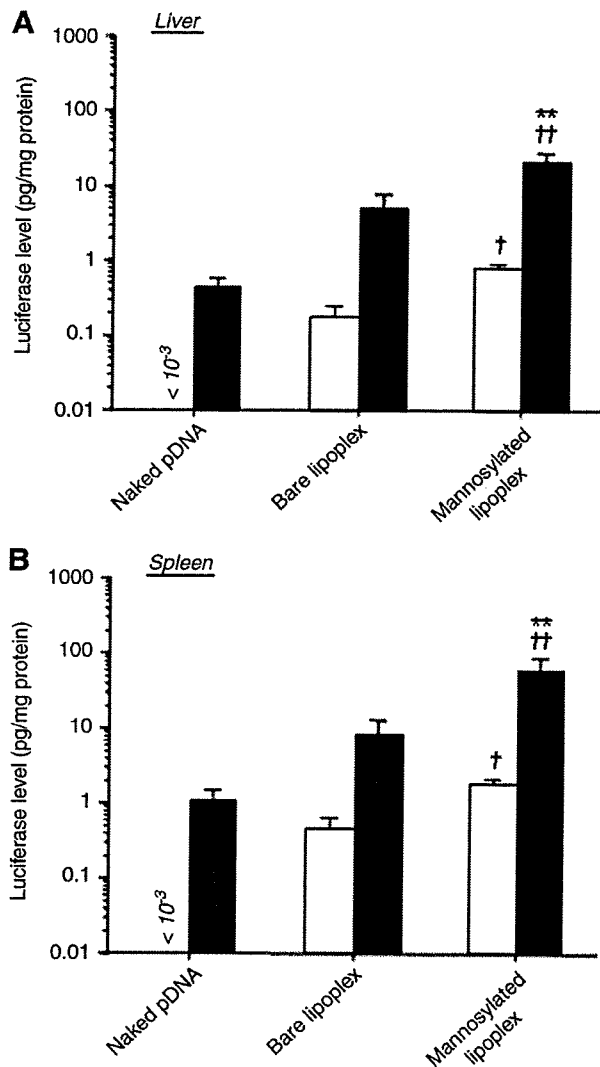 A
Liver
Luciferase level (pg/mg protein)
1000
100
10
1
0.1
0.01
< 10-3
†
**
††
Naked pDNA
Bare lipoplex
Mannosylated
lipoplex
B
Spleen
Luciferase level (pg/mg protein)
1000
100
10
1
0.1
0.01
< 10-3
†
**
††
Naked pDNA
Bare lipoplex
Mannosylated
lipoplex